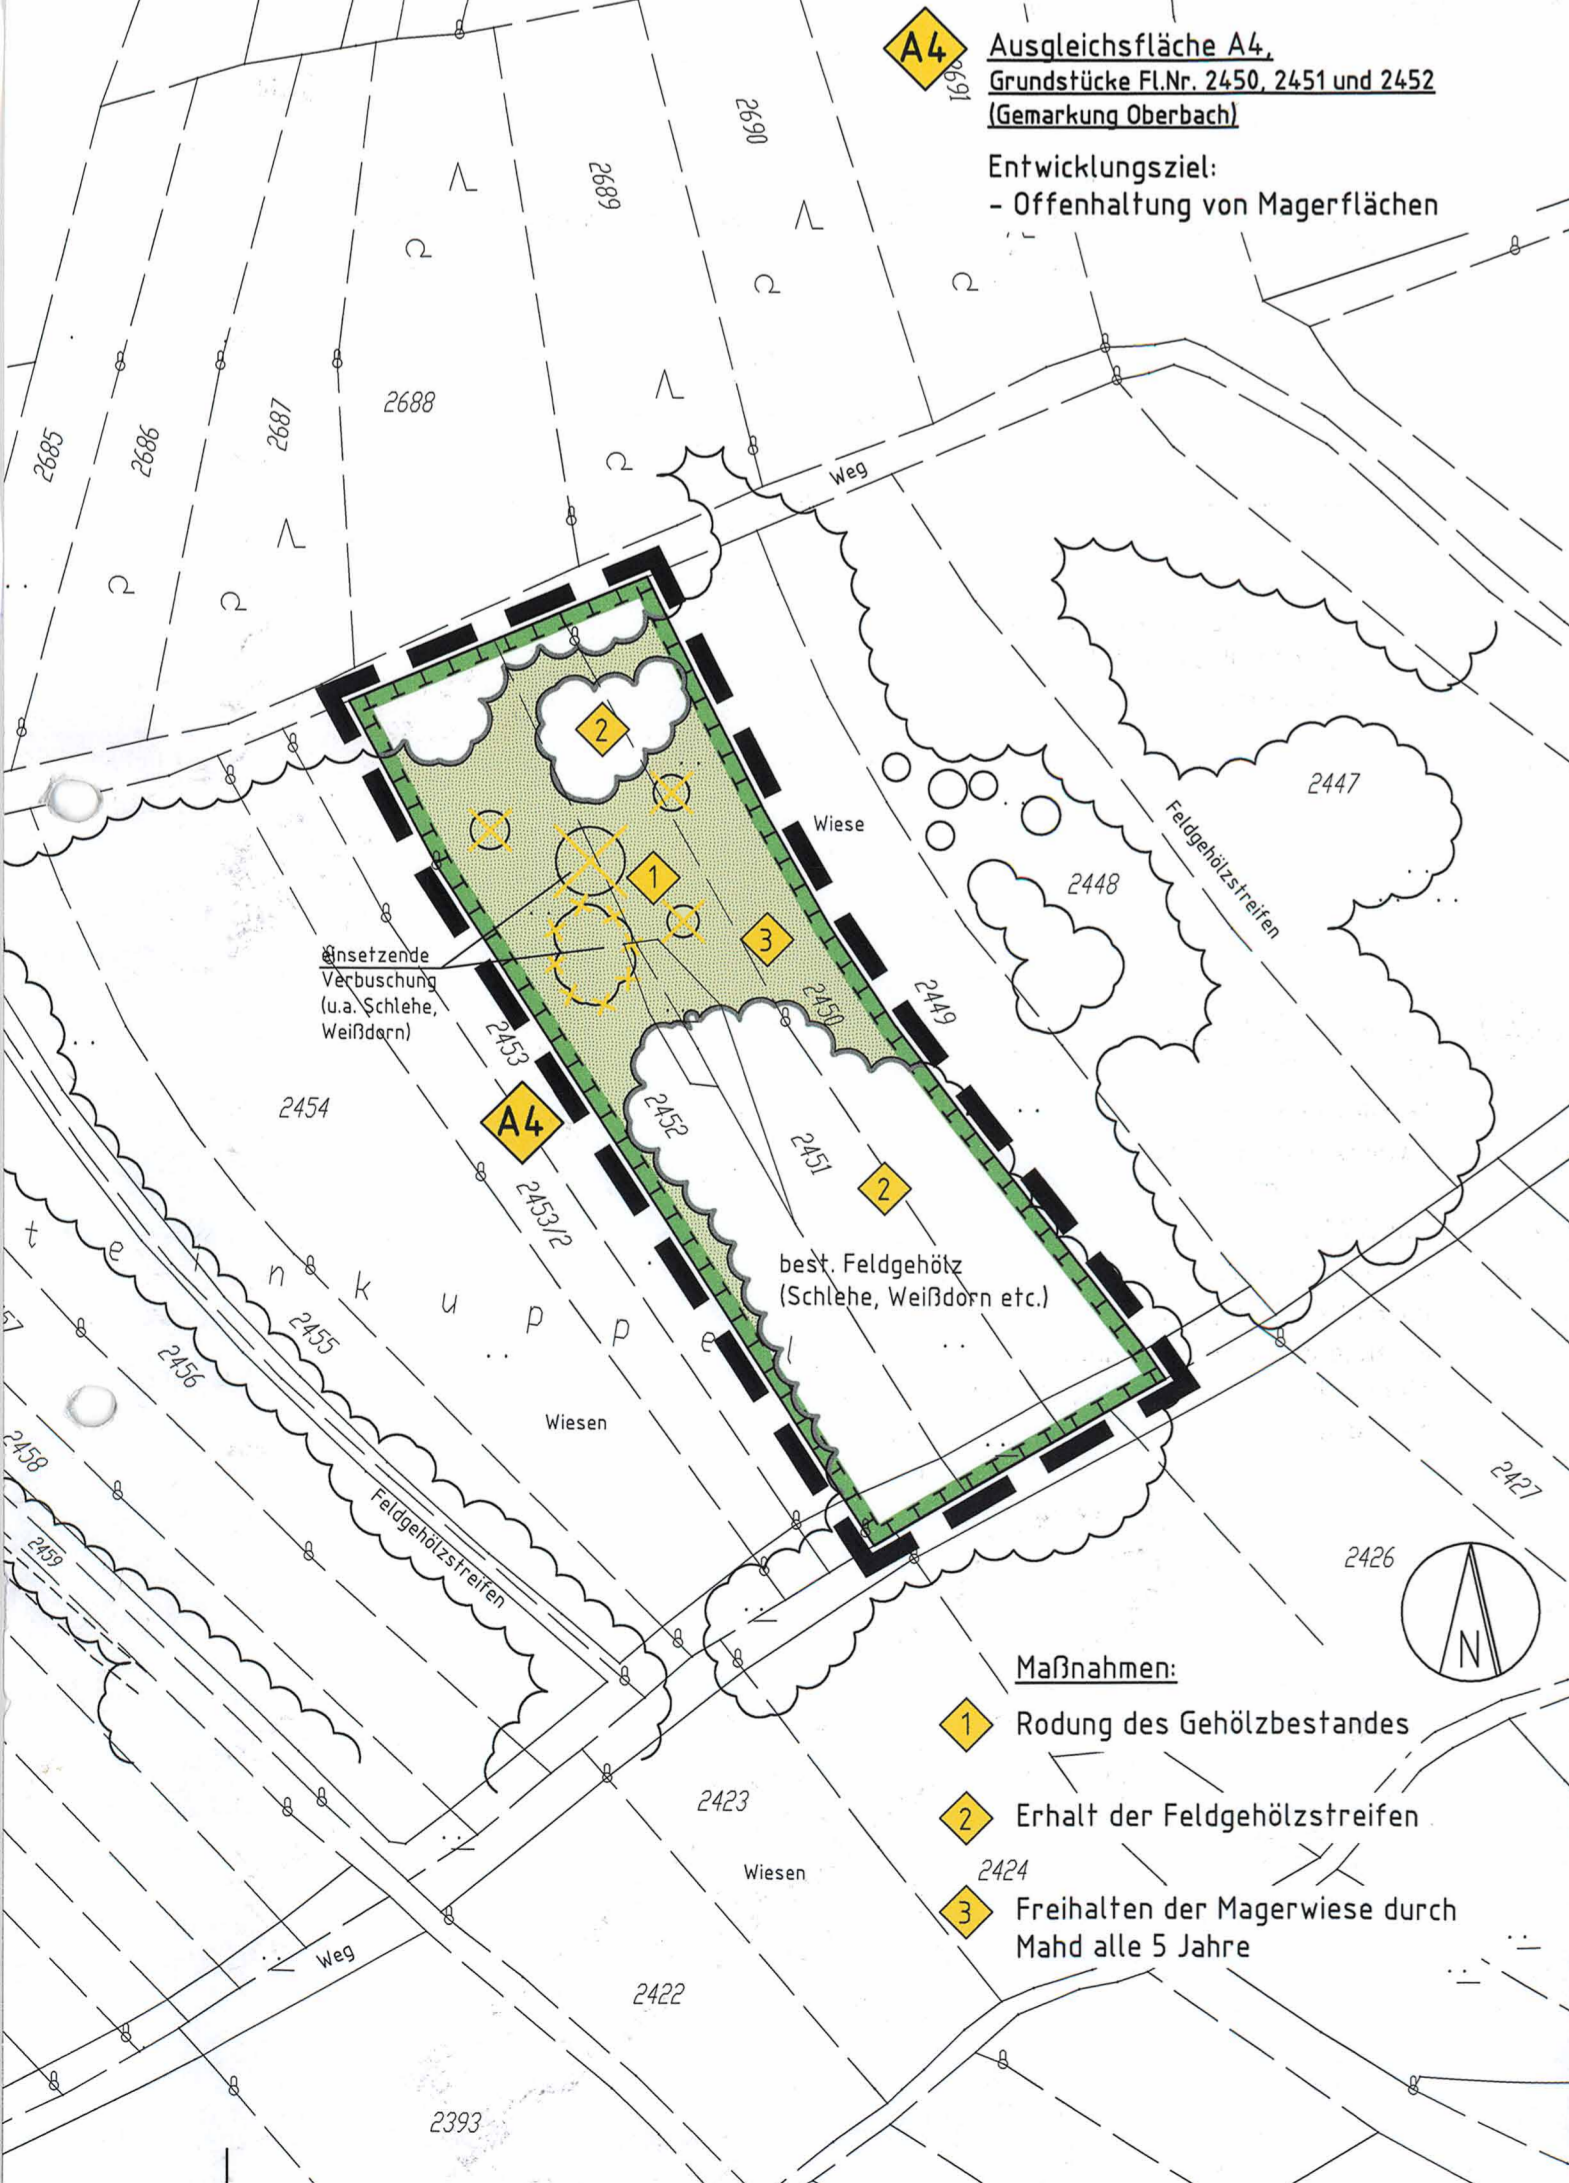 A4
Ausgleichsfläche A4,
Grundstücke Fl.Nr. 2450, 2451 und 2452
(Gemarkung Oberbach)
Entwicklungsziel:
- Offenhaltung von Magerflächen
2691
2690
2689
2688
2687
2686
2685
Weg
2
1
3
Wiese
2447
2448
Feldgehölzstreifen
2449
2450
einsetzende
Verbuschung
(u.a. Schlehe,
Weißdorn)
2453
2454
A4
2452
2451
2
2453/2
best. Feldgehölz
(Schlehe, Weißdorn etc.)
t e i n k u p p e l
2455
2456
57
2458
2459
Wiesen
Feldgehölzstreifen
2427
2426
N
Maßnahmen:
1 Rodung des Gehölzbestandes
2 Erhalt der Feldgehölzstreifen
3 Freihalten der Magerwiese durch
Mahd alle 5 Jahre
2423
Wiesen
2424
Weg
2422
2393